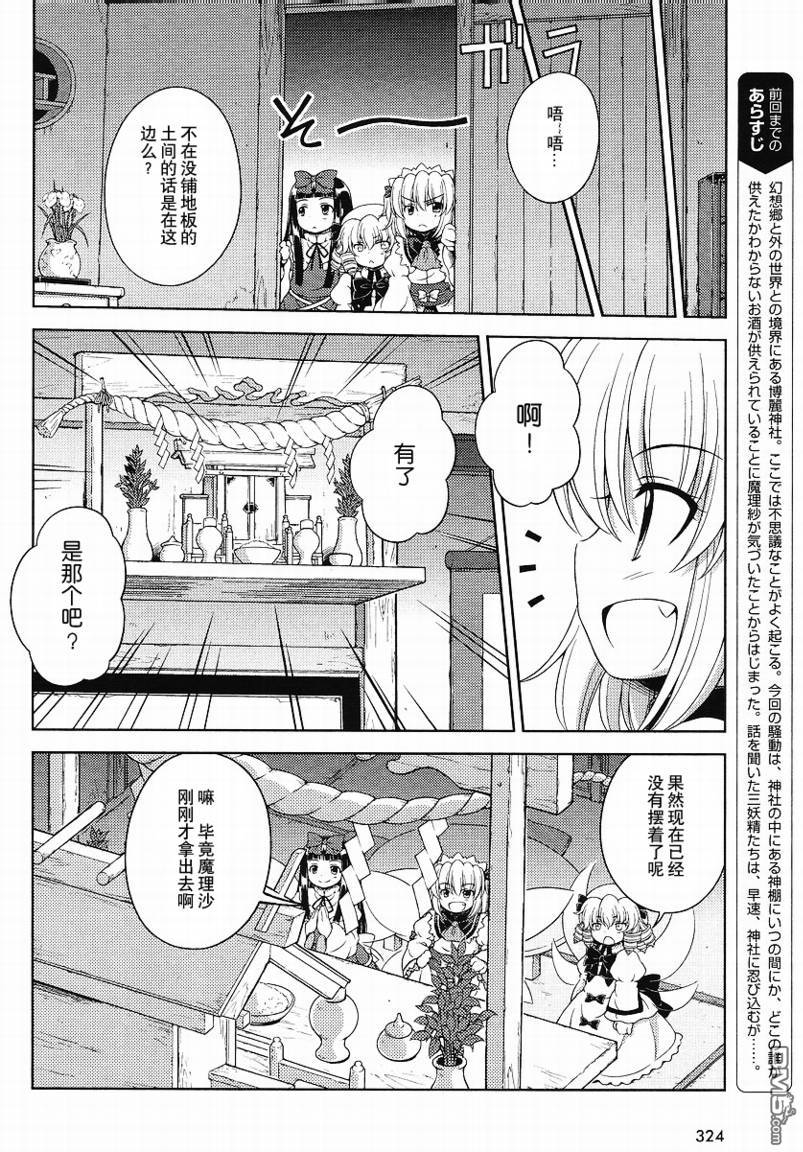 前回までの
あらすじ
幻想郷と外の世界との境界にある博麗神社。ここでは不思議なことがよく起こる。今回の騒動は、神社の中にある神棚にいつの間にか、どこの誰が
供えたかわからないお酒が供えられていることに魔理紗が気づいたことからはじまった。話を聞いた三妖精たちは、早速、神社に忍び込むが……。
ガラ
唔~唔…
そ~
不在没铺地板的
土间的话是在这
边么?
啊!
有了
是那个吧?
果然现在已经
没有摆着了呢
嘛 毕竟魔理沙
刚刚才拿出去啊
324
DM5.com